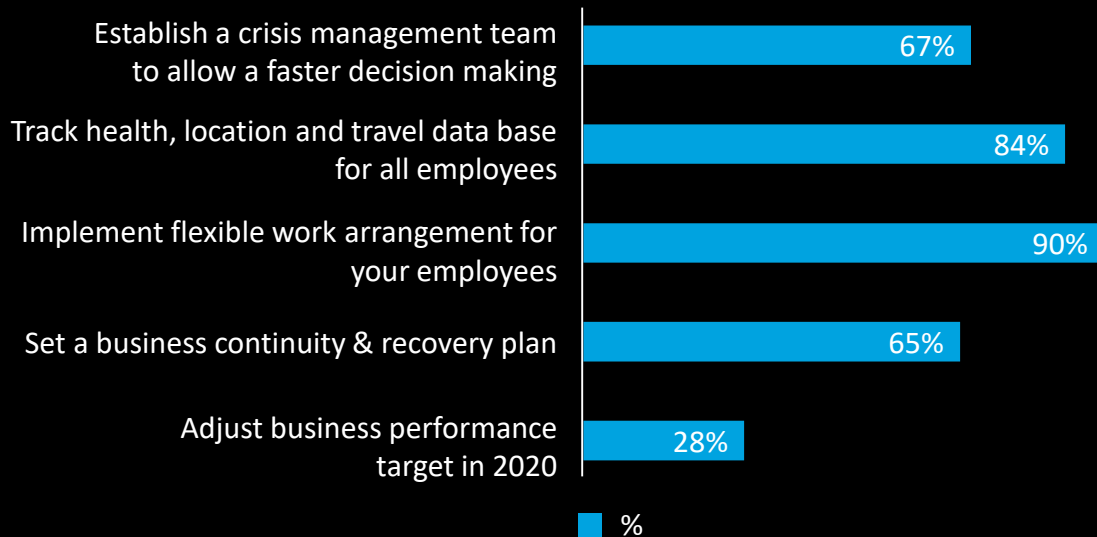 Establish a crisis management team
to allow a faster decision making
67%
Track health, location and travel data base
for all employees
84%
Implement flexible work arrangement for
your employees
90%
Set a business continuity & recovery plan
65%
Adjust business performance
target in 2020
28%
%